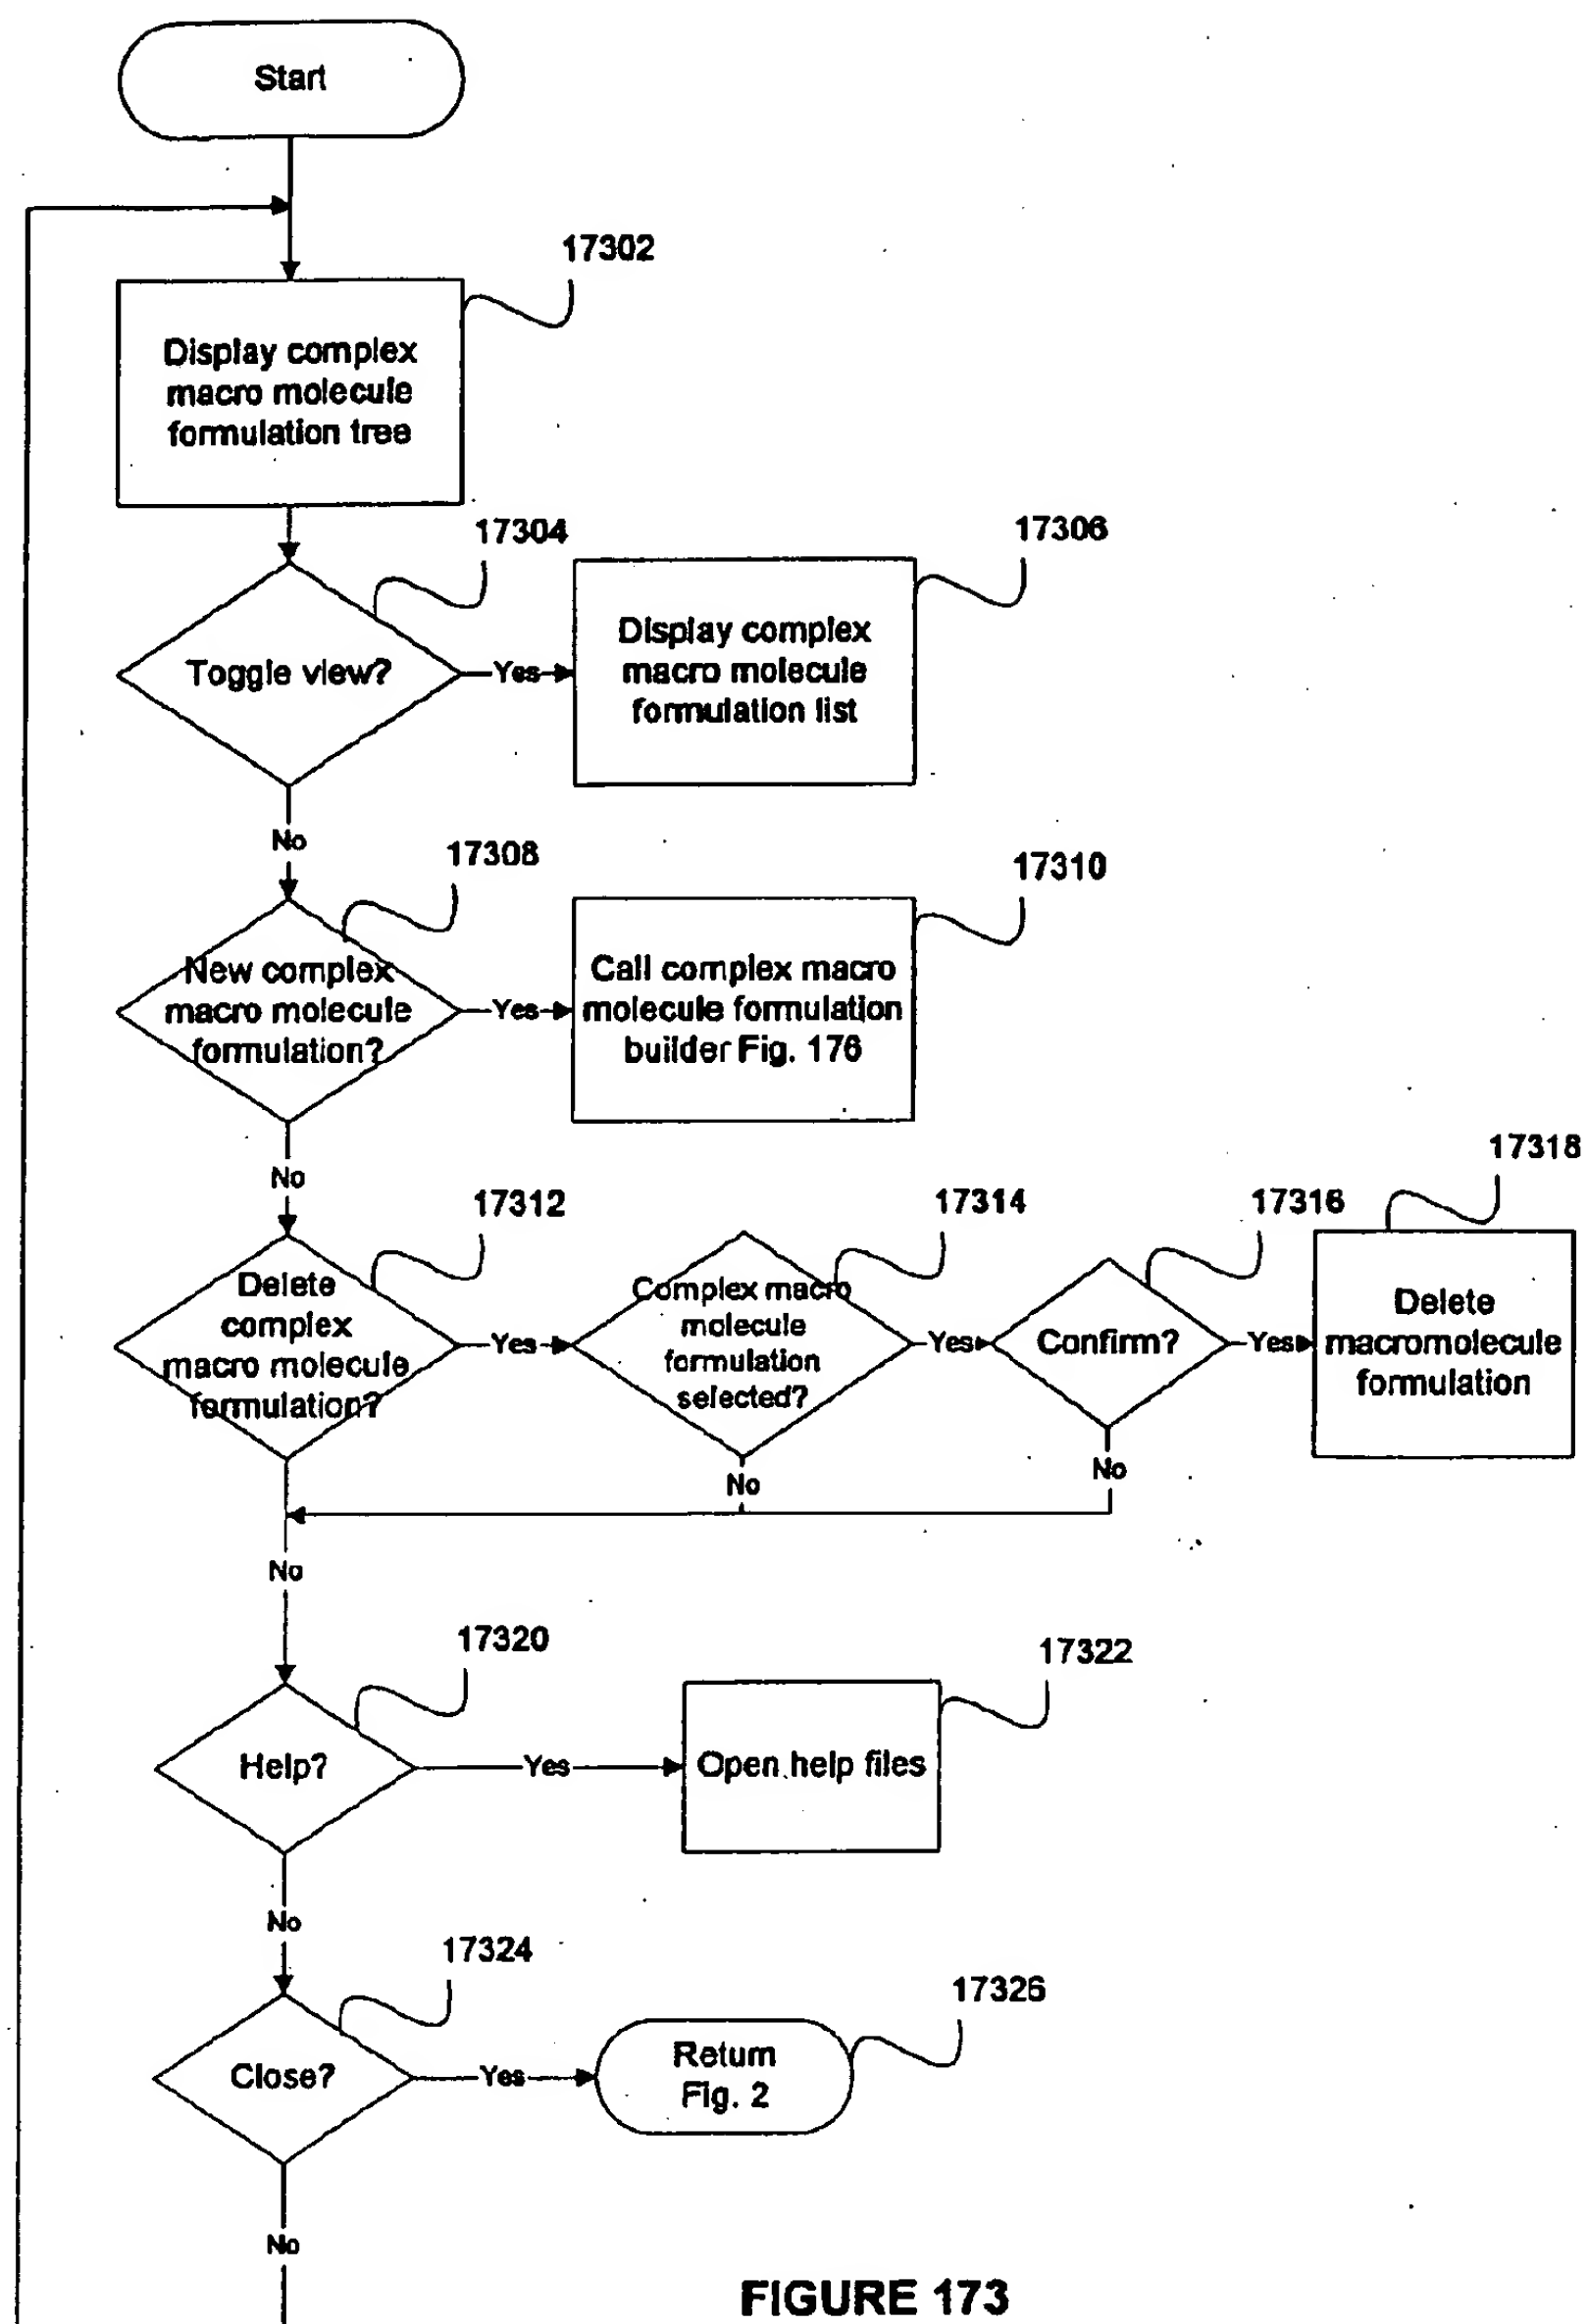 Start
17302
Display complex
macro molecule
formulation tree
17304
17306
Toggle view?
Yes
Display complex
macro molecule
formulation list
No
17308
17310
New complex
macro molecule
formulation?
Yes
Call complex macro
molecule formulation
builder Fig. 176
No
17312
17314
17316
17318
Delete
complex
macro molecule
formulation?
Yes
Complex macro
molecule
formulation
selected?
Yes
Confirm?
Yes
Delete
macromolecule
formulation
No
No
No
17320
17322
Help?
Yes
Open help files
No
17324
17326
Close?
Yes
Return
Fig. 2
No
FIGURE 173